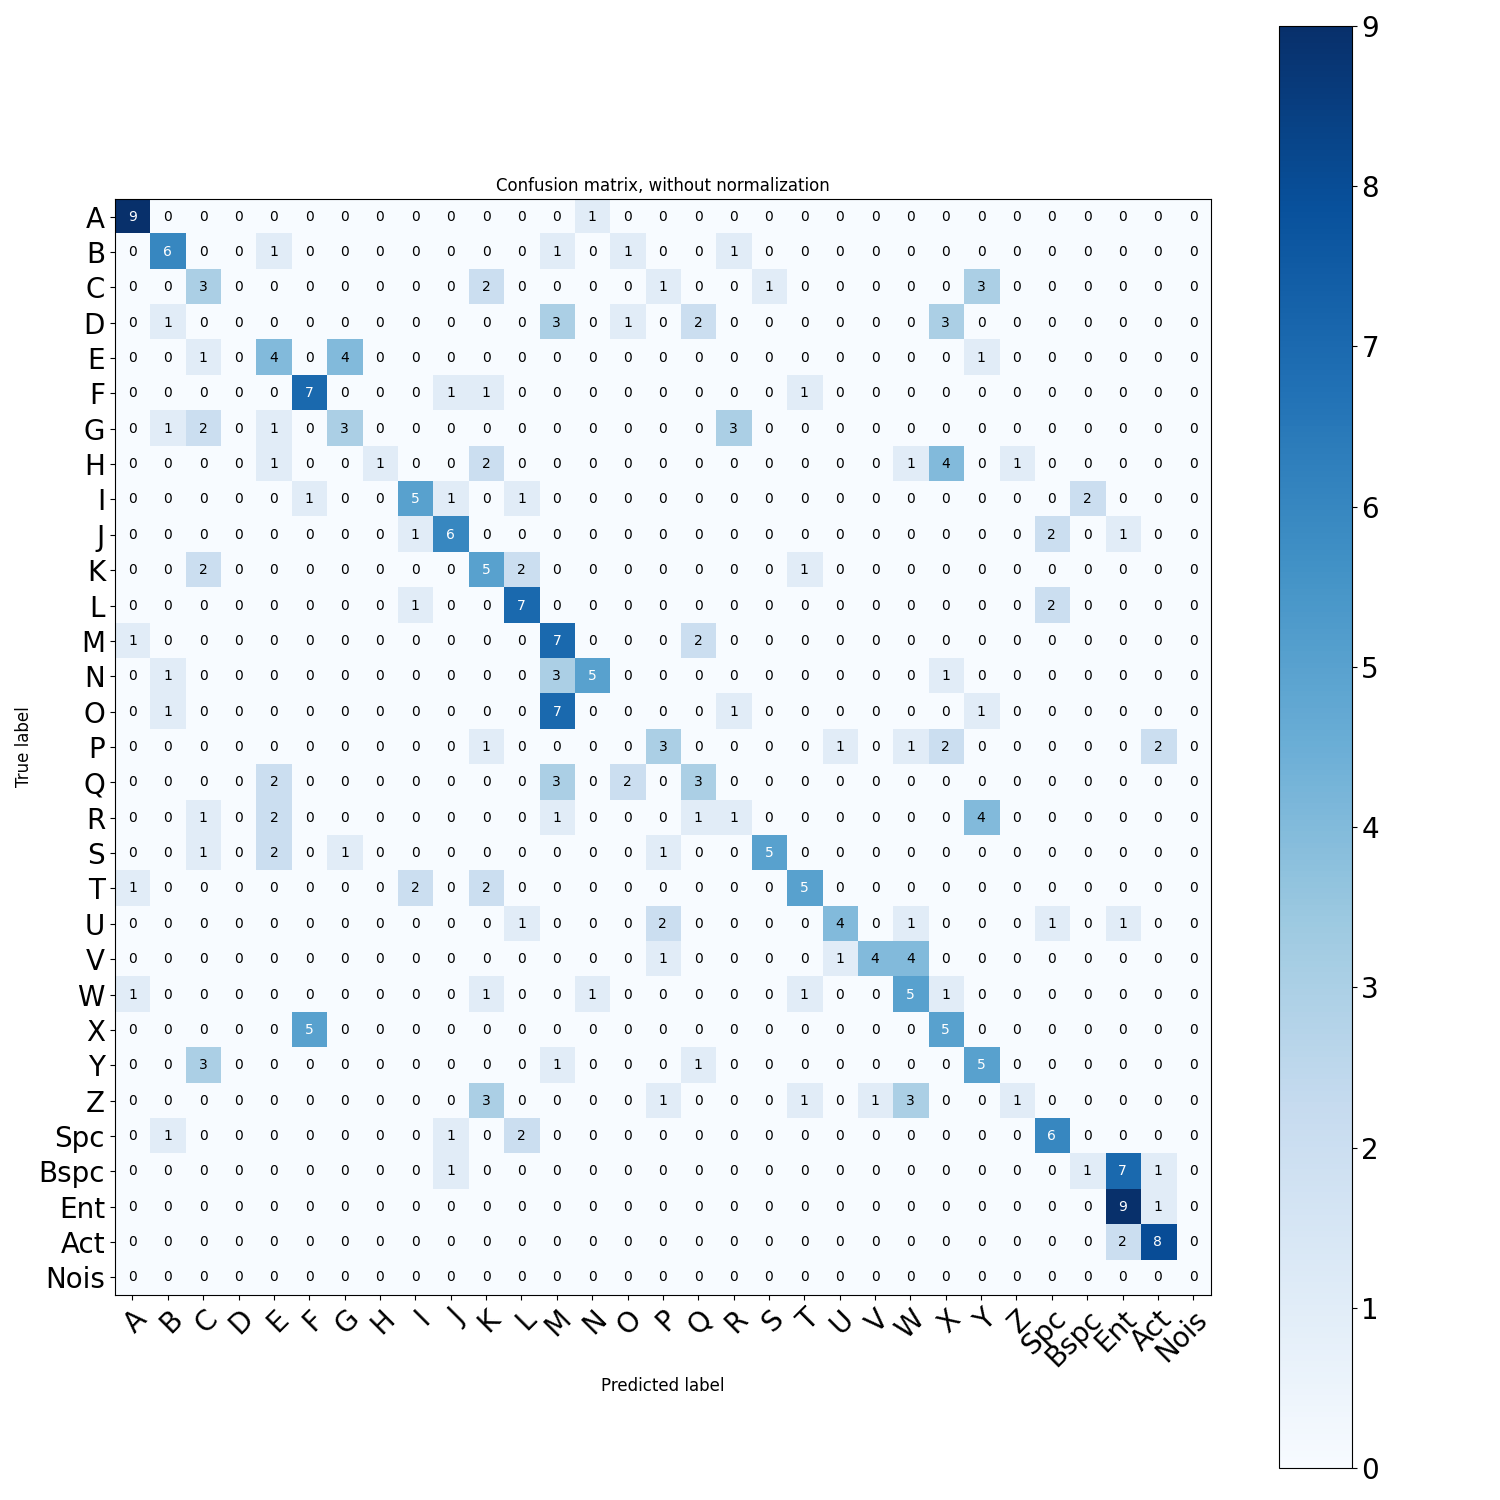 Confusion matrix, without normalization
A 9 0 0 0 0 0 0 0 0 0 0 0 0 1 0 0 0 0 0 0 0 0 0 0 0 0 0 0 0 0 0
B 0 6 0 0 1 0 0 0 0 0 0 0 1 0 1 0 0 1 0 0 0 0 0 0 0 0 0 0 0 0 0
C 0 0 3 0 0 0 0 0 0 0 2 0 0 0 0 1 0 0 1 0 0 0 0 0 3 0 0 0 0 0 0
D 0 1 0 0 0 0 0 0 0 0 0 0 3 0 1 0 2 0 0 0 0 0 0 3 0 0 0 0 0 0 0
E 0 0 1 0 4 0 4 0 0 0 0 0 0 0 0 0 0 0 0 0 0 0 0 0 1 0 0 0 0 0 0
F 0 0 0 0 0 7 0 0 0 1 1 0 0 0 0 0 0 0 0 1 0 0 0 0 0 0 0 0 0 0 0
G 0 1 2 0 1 0 3 0 0 0 0 0 0 0 0 0 0 3 0 0 0 0 0 0 0 0 0 0 0 0 0
H 0 0 0 0 1 0 0 1 0 0 2 0 0 0 0 0 0 0 0 0 0 0 1 4 0 1 0 0 0 0 0
I 0 0 0 0 0 1 0 0 5 1 0 1 0 0 0 0 0 0 0 0 0 0 0 0 0 0 0 2 0 0 0
J 0 0 0 0 0 0 0 0 1 6 0 0 0 0 0 0 0 0 0 0 0 0 0 0 0 0 2 0 1 0 0
K 0 0 2 0 0 0 0 0 0 0 5 2 0 0 0 0 0 0 0 1 0 0 0 0 0 0 0 0 0 0 0
L 0 0 0 0 0 0 0 0 1 0 0 7 0 0 0 0 0 0 0 0 0 0 0 0 0 0 2 0 0 0 0
M 1 0 0 0 0 0 0 0 0 0 0 0 7 0 0 0 2 0 0 0 0 0 0 0 0 0 0 0 0 0 0
N 0 1 0 0 0 0 0 0 0 0 0 0 3 5 0 0 0 0 0 0 0 0 0 1 0 0 0 0 0 0 0
O 0 1 0 0 0 0 0 0 0 0 0 0 7 0 0 0 0 1 0 0 0 0 0 0 1 0 0 0 0 0 0
P 0 0 0 0 0 0 0 0 0 0 1 0 0 0 0 3 0 0 0 0 1 0 1 2 0 0 0 0 0 2 0
Q 0 0 0 0 2 0 0 0 0 0 0 0 3 0 2 0 3 0 0 0 0 0 0 0 0 0 0 0 0 0 0
R 0 0 1 0 2 0 0 0 0 0 0 0 1 0 0 0 1 1 0 0 0 0 0 0 4 0 0 0 0 0 0
S 0 0 1 0 2 0 1 0 0 0 0 0 0 0 0 1 0 0 5 0 0 0 0 0 0 0 0 0 0 0 0
T 1 0 0 0 0 0 0 0 2 0 2 0 0 0 0 0 0 0 0 5 0 0 0 0 0 0 0 0 0 0 0
U 0 0 0 0 0 0 0 0 0 0 0 1 0 0 0 2 0 0 0 0 4 0 1 0 0 0 1 0 1 0 0
V 0 0 0 0 0 0 0 0 0 0 0 0 0 0 0 1 0 0 0 0 1 4 4 0 0 0 0 0 0 0 0
W 1 0 0 0 0 0 0 0 0 0 1 0 0 1 0 0 0 0 0 1 0 0 5 1 0 0 0 0 0 0 0
X 0 0 0 0 0 5 0 0 0 0 0 0 0 0 0 0 0 0 0 0 0 0 0 5 0 0 0 0 0 0 0
Y 0 0 3 0 0 0 0 0 0 0 0 0 1 0 0 0 1 0 0 0 0 0 0 0 5 0 0 0 0 0 0
Z 0 0 0 0 0 0 0 0 0 0 3 0 0 0 0 1 0 0 0 1 0 1 3 0 0 1 0 0 0 0 0
Spc 0 1 0 0 0 0 0 0 0 1 0 2 0 0 0 0 0 0 0 0 0 0 0 0 0 0 6 0 0 0 0
Bspc 0 0 0 0 0 0 0 0 0 1 0 0 0 0 0 0 0 0 0 0 0 0 0 0 0 0 0 1 7 1 0
Ent 0 0 0 0 0 0 0 0 0 0 0 0 0 0 0 0 0 0 0 0 0 0 0 0 0 0 0 0 9 1 0
Act 0 0 0 0 0 0 0 0 0 0 0 0 0 0 0 0 0 0 0 0 0 0 0 0 0 0 0 0 2 8 0
Nois 0 0 0 0 0 0 0 0 0 0 0 0 0 0 0 0 0 0 0 0 0 0 0 0 0 0 0 0 0 0 0
A B C D E F G H I J K L M N O P Q R S T U V W X Y Z Spc Bspc Ent Act Nois
Predicted label
True label
9
8
7
6
5
4
3
2
1
0